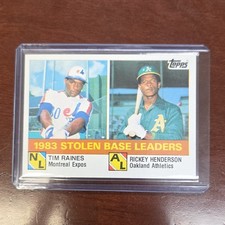 Topps
1983 STOLEN BASE LEADERS
NL
TIM RAINES
Montreal Expos
AL
RICKEY HENDERSON
Oakland Athletics